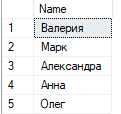 Name
1 Валерия
2 Марк
3 Александра
4 Анна
5 Олег